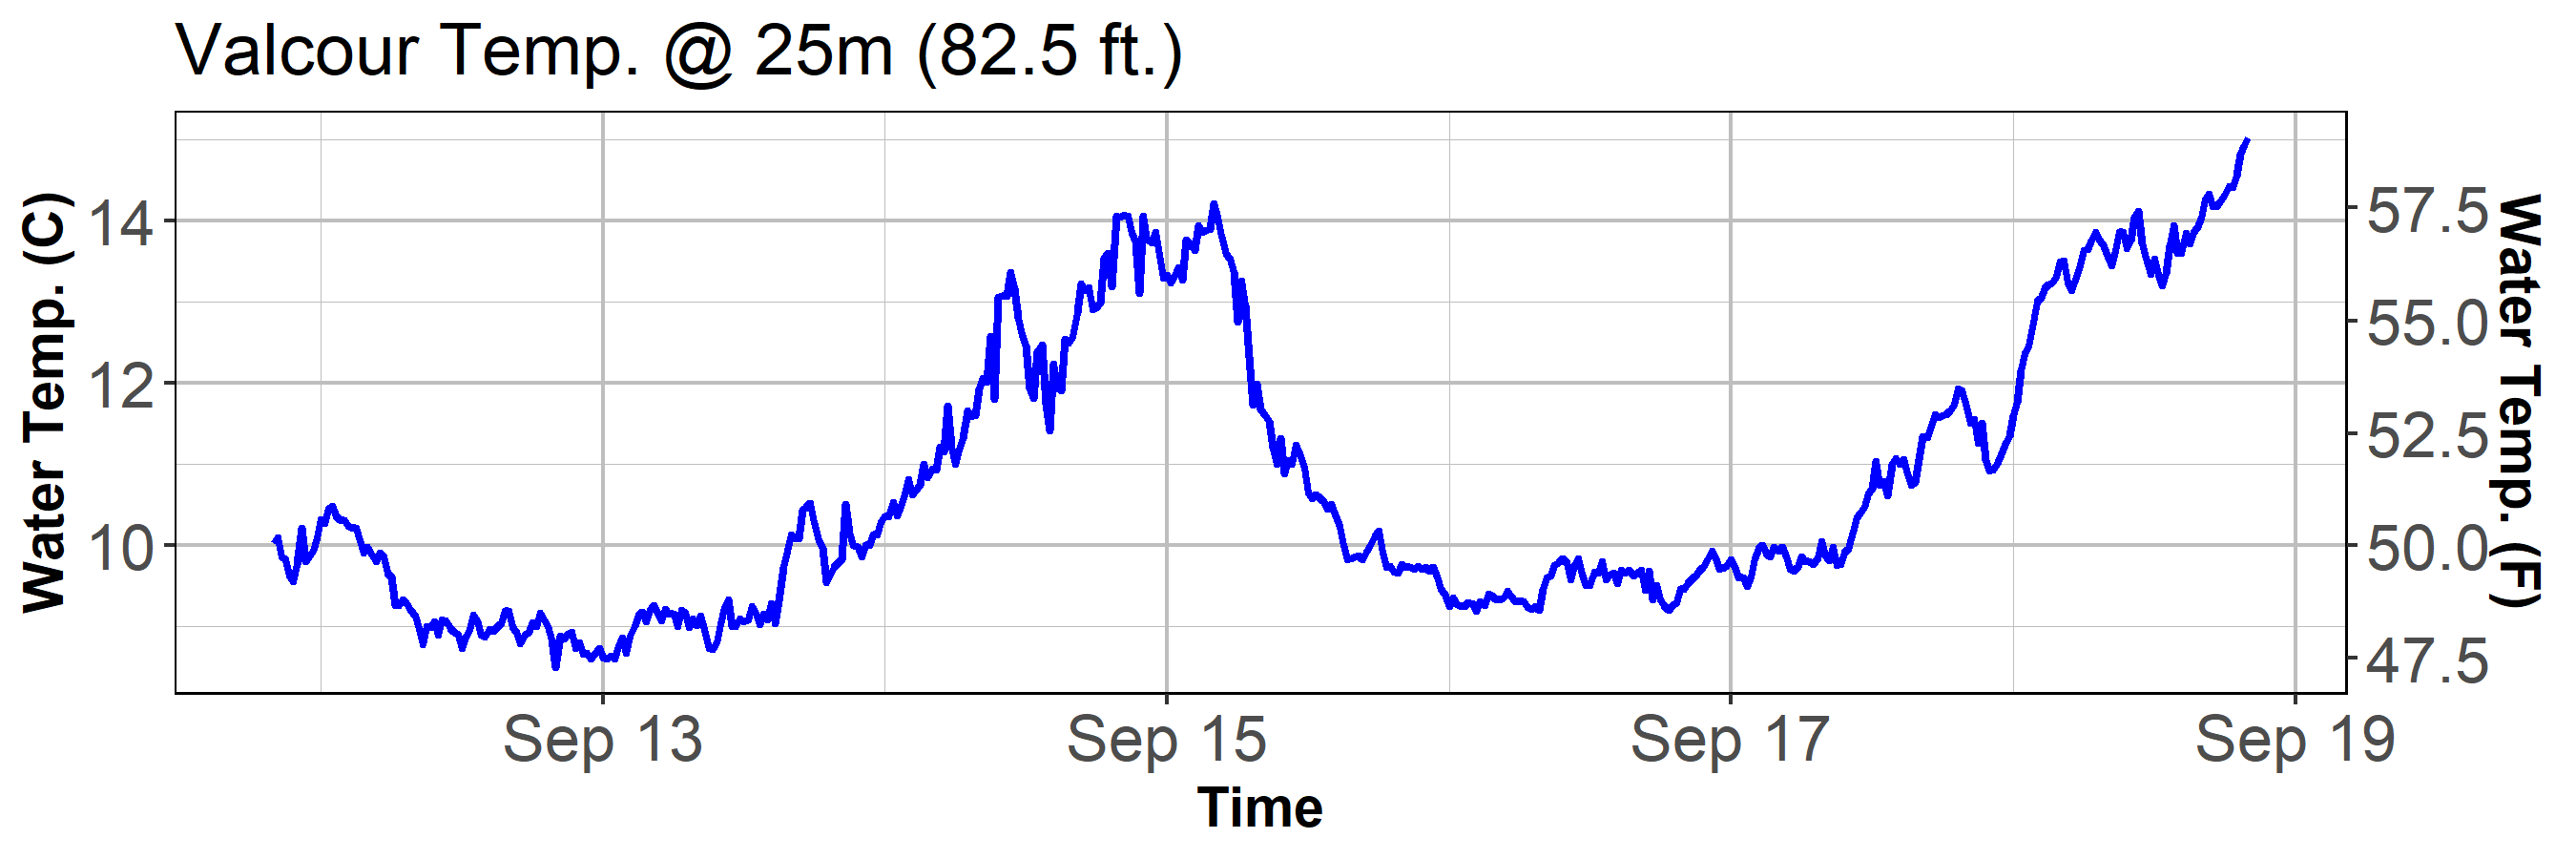 Valcour Temp. @ 25m (82.5 ft.)
Water Temp. (C)
14
12
10
57.5
55.0
52.5
50.0
47.5
Water Temp. (F)
Sep 13 Sep 15 Sep 17 Sep 19
Time